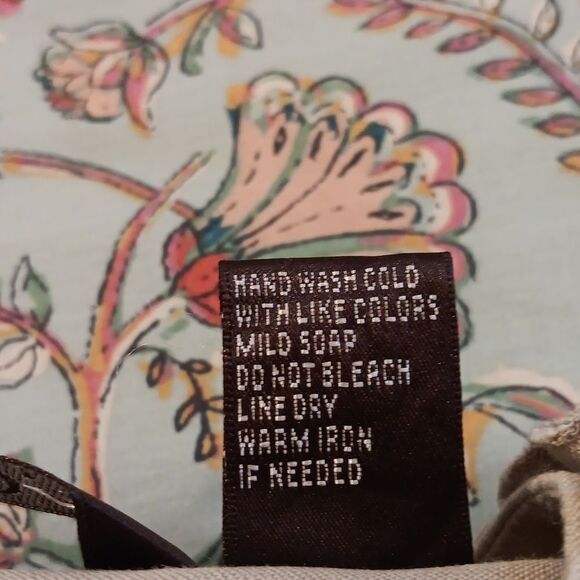 HAND WASH COLD
WITH LIKE COLORS
MILD SOAP
DO NOT BLEACH
LINE DRY
WARM IRON
IF NEEDED